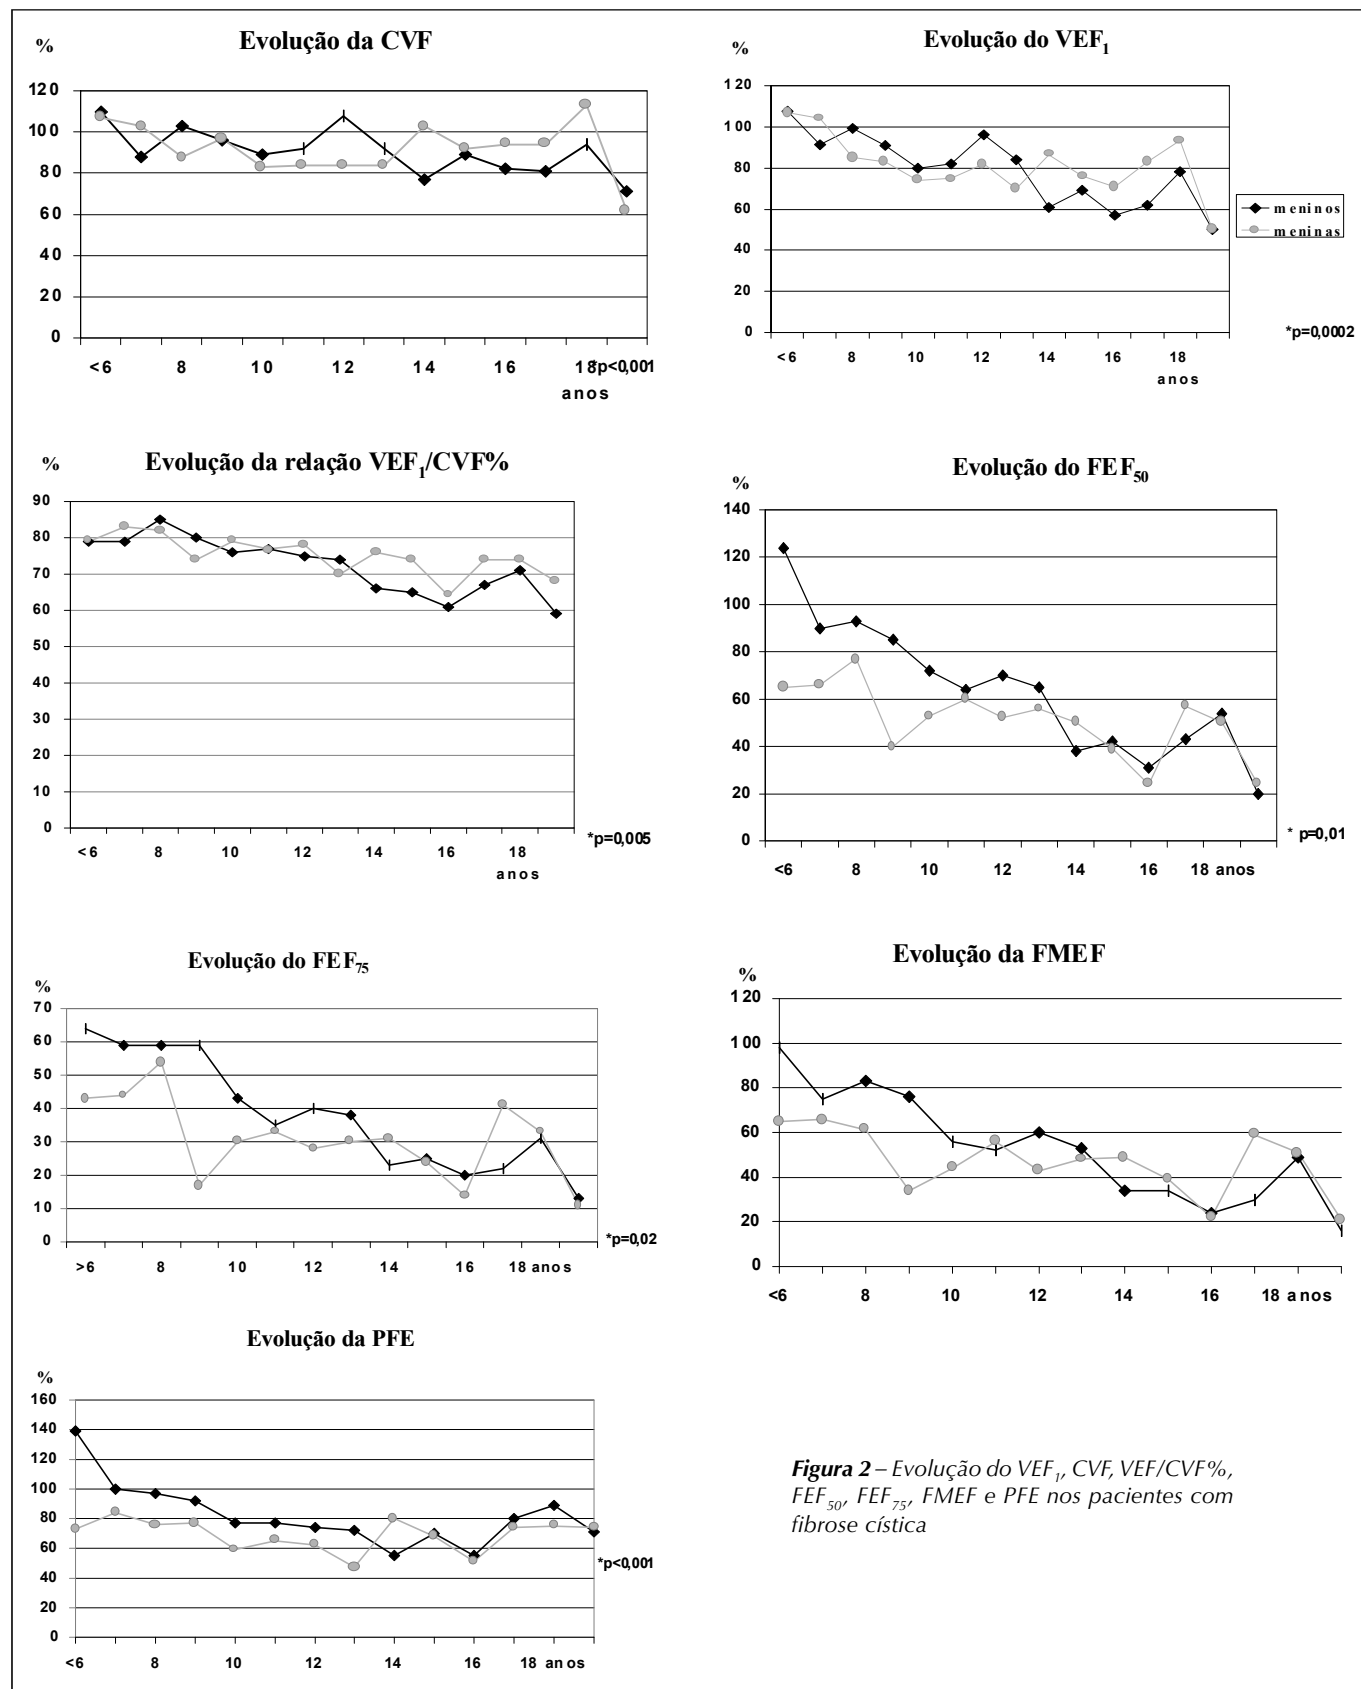 Evolução da CVF
%
120
100
80
60
40
20
0
<6 8 10 12 14 16 18 *p<0,001
anos
Evolução do VEF1
%
120
100
80
60
40
20
0
<6 8 10 12 14 16 18
anos
meninos
meninas
*p=0,0002
Evolução da relação VEF1/CVF%
%
90
80
70
60
50
40
30
20
10
0
<6 8 10 12 14 16 18
anos
*p=0,005
Evolução do FEF50
%
140
120
100
80
60
40
20
0
<6 8 10 12 14 16 18 anos
* p=0,01
Evolução do FEF75
%
70
60
50
40
30
20
10
0
>6 8 10 12 14 16 18 anos
*p=0,02
Evolução da FMEF
%
120
100
80
60
40
20
0
<6 8 10 12 14 16 18 anos
Evolução da PFE
%
160
140
120
100
80
60
40
20
0
<6 8 10 12 14 16 18 anos
*p<0,001
Figura 2 – Evolução do VEF1, CVF, VEF/CVF%,
FEF50, FEF75, FMEF e PFE nos pacientes com
fibrose cística